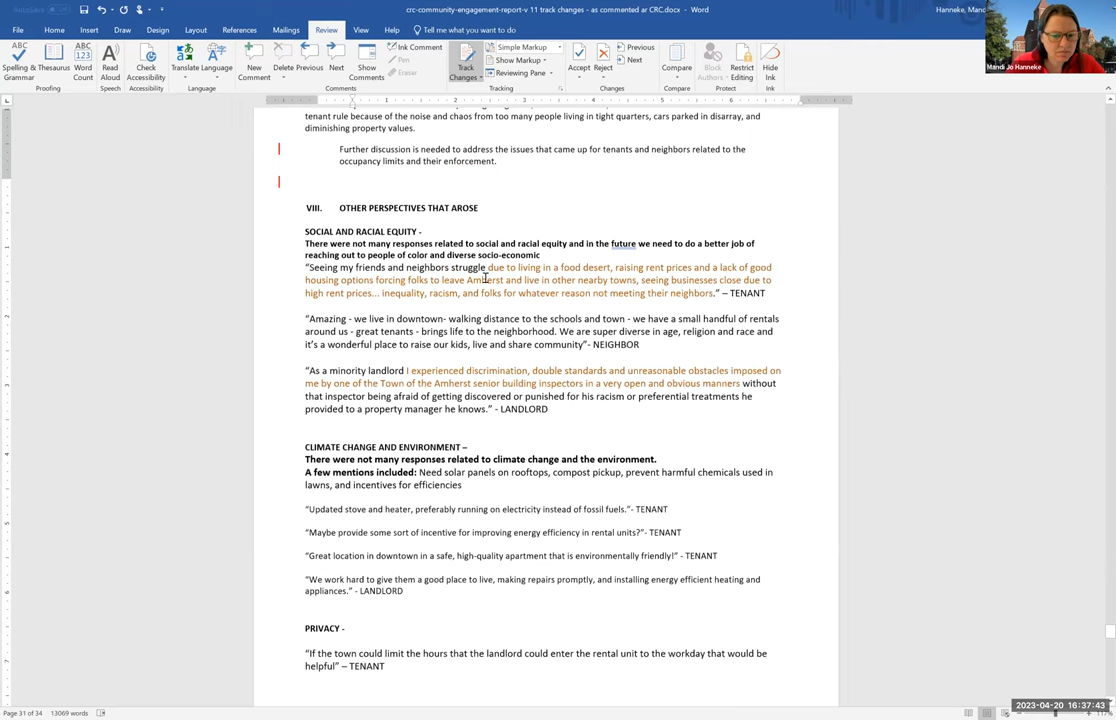 AutoSave
crc-community-engagement-report-v 11 track changes - as commented ar CRC.docx - Word
Hanneke, Mand
File Home Insert Draw Design Layout References Mailings Review View Help Tell me what you want to do
Spelling & Grammar
Thesaurus
Word Count
Read Aloud
Check Accessibility
Translate
Language
New Comment
Delete
Previous
Next
Show Comments
Ink Comment
Pen
Eraser
Track Changes
Simple Markup
Show Markup
Reviewing Pane
Accept
Reject
Previous
Next
Compare
Block Authors
Restrict Editing
Hide Ink
Proofing Speech Accessibility Language Comments Tracking Changes Compare Protect Ink
Mandi Jo Hanneke
tenant rule because of the noise and chaos from too many people living in tight quarters, cars parked in disarray, and
diminishing property values.
Further discussion is needed to address the issues that came up for tenants and neighbors related to the
occupancy limits and their enforcement.
VIII. OTHER PERSPECTIVES THAT AROSE
SOCIAL AND RACIAL EQUITY -
There were not many responses related to social and racial equity and in the future we need to do a better job of
reaching out to people of color and diverse socio-economic
“Seeing my friends and neighbors struggle due to living in a food desert, raising rent prices and a lack of good
housing options forcing folks to leave Amherst and live in other nearby towns, seeing businesses close due to
high rent prices... inequality, racism, and folks for whatever reason not meeting their neighbors.” – TENANT
“Amazing - we live in downtown- walking distance to the schools and town - we have a small handful of rentals
around us - great tenants - brings life to the neighborhood. We are super diverse in age, religion and race and
it’s a wonderful place to raise our kids, live and share community”- NEIGHBOR
“As a minority landlord I experienced discrimination, double standards and unreasonable obstacles imposed on
me by one of the Town of the Amherst senior building inspectors in a very open and obvious manners without
that inspector being afraid of getting discovered or punished for his racism or preferential treatments he
provided to a property manager he knows.” - LANDLORD
CLIMATE CHANGE AND ENVIRONMENT –
There were not many responses related to climate change and the environment.
A few mentions included: Need solar panels on rooftops, compost pickup, prevent harmful chemicals used in
lawns, and incentives for efficiencies
“Updated stove and heater, preferably running on electricity instead of fossil fuels.”- TENANT
“Maybe provide some sort of incentive for improving energy efficiency in rental units?”- TENANT
“Great location in downtown in a safe, high-quality apartment that is environmentally friendly!” - TENANT
“We work hard to give them a good place to live, making repairs promptly, and installing energy efficient heating and
appliances.” - LANDLORD
PRIVACY -
“If the town could limit the hours that the landlord could enter the rental unit to the workday that would be
helpful” – TENANT
Page 31 of 34 13069 words
2023-04-20 16:37:43